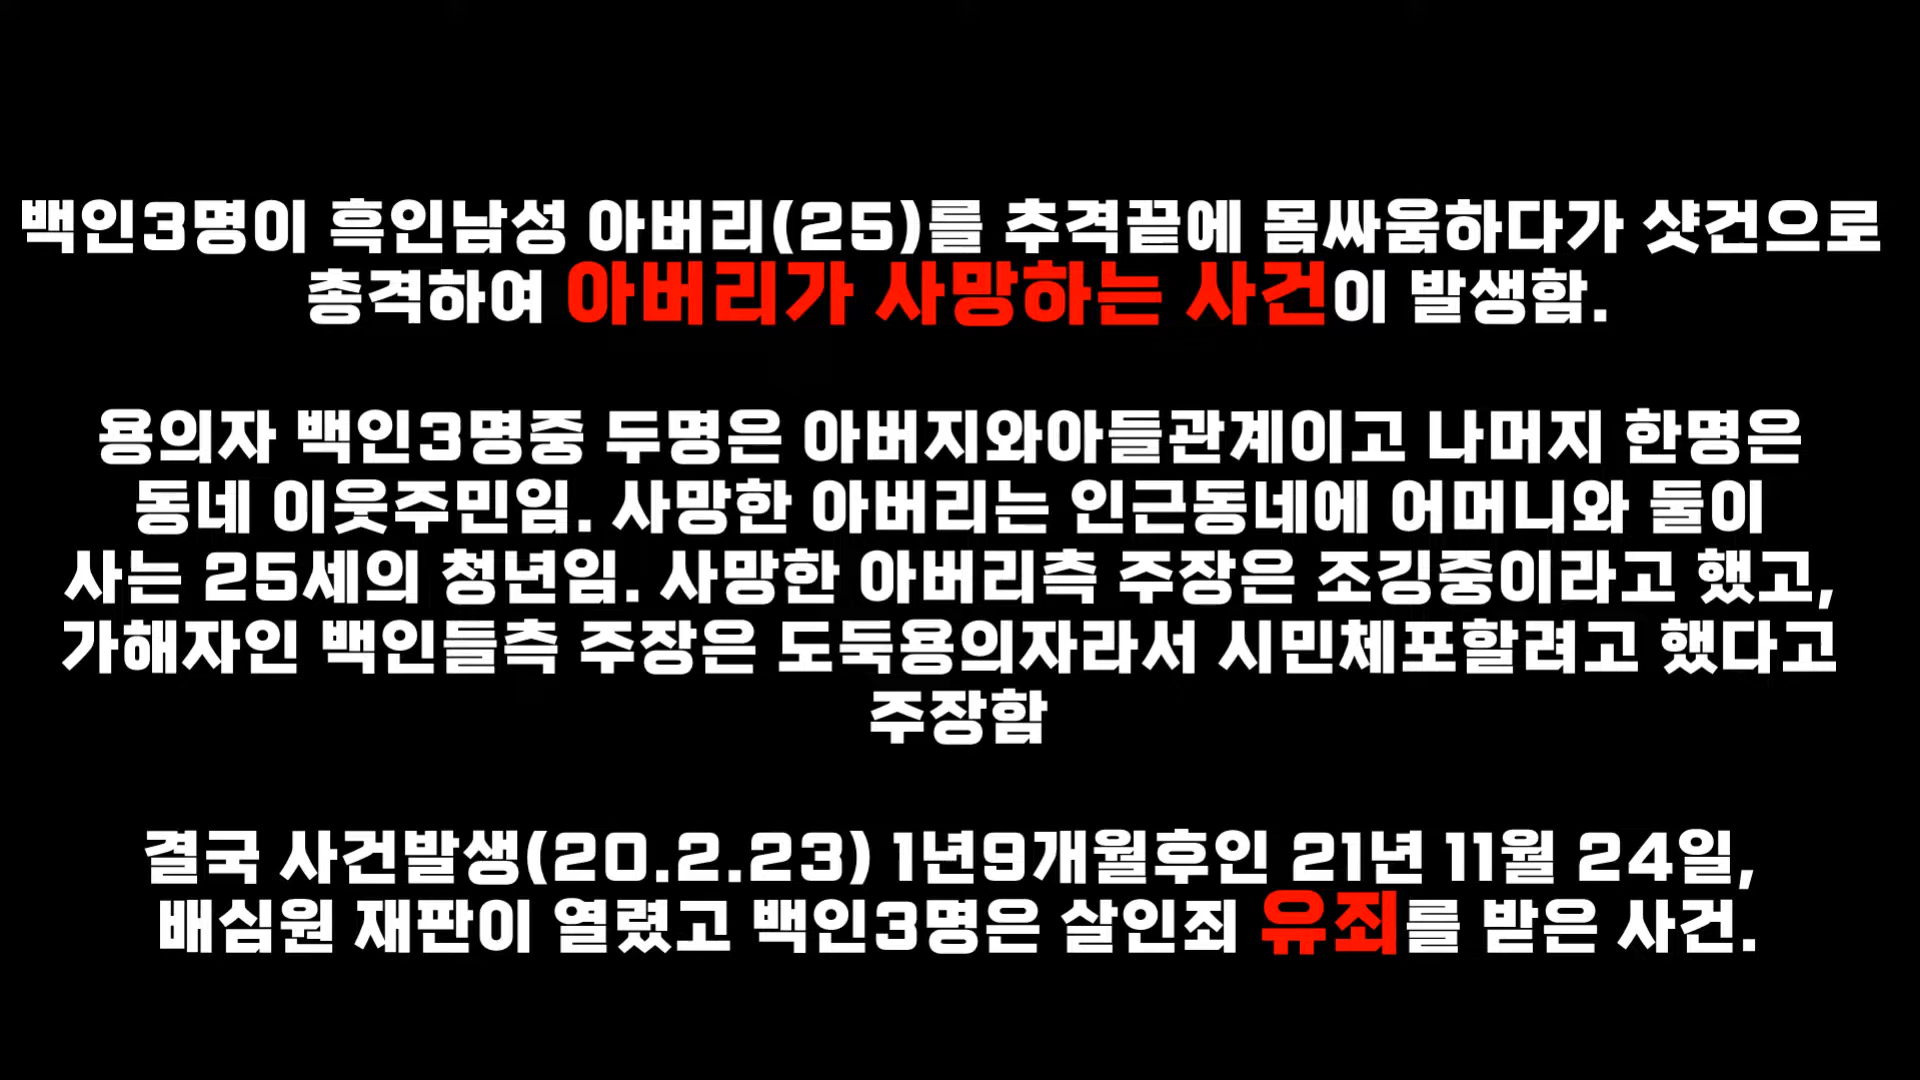 백인3명이 흑인남성 아버리(25)를 추격끝에 몸싸움하다가 샷건으로
총격하여 아버리가 사망하는 사건이 발생함.
용의자 백인3명중 두명은 아버지와아들관계이고 나머지 한명은
동네 이웃주민임. 사망한 아버리는 인근동네에 어머니와 둘이
사는 25세의 청년임. 사망한 아버리측 주장은 조깅중이라고 했고,
가해자인 백인들측 주장은 도둑용의자라서 시민체포할려고 했다고
주장함
결국 사건발생(20.2.23) 1년9개월후인 21년 11월 24일,
배심원 재판이 열렸고 백인3명은 살인죄 유죄를 받은 사건.